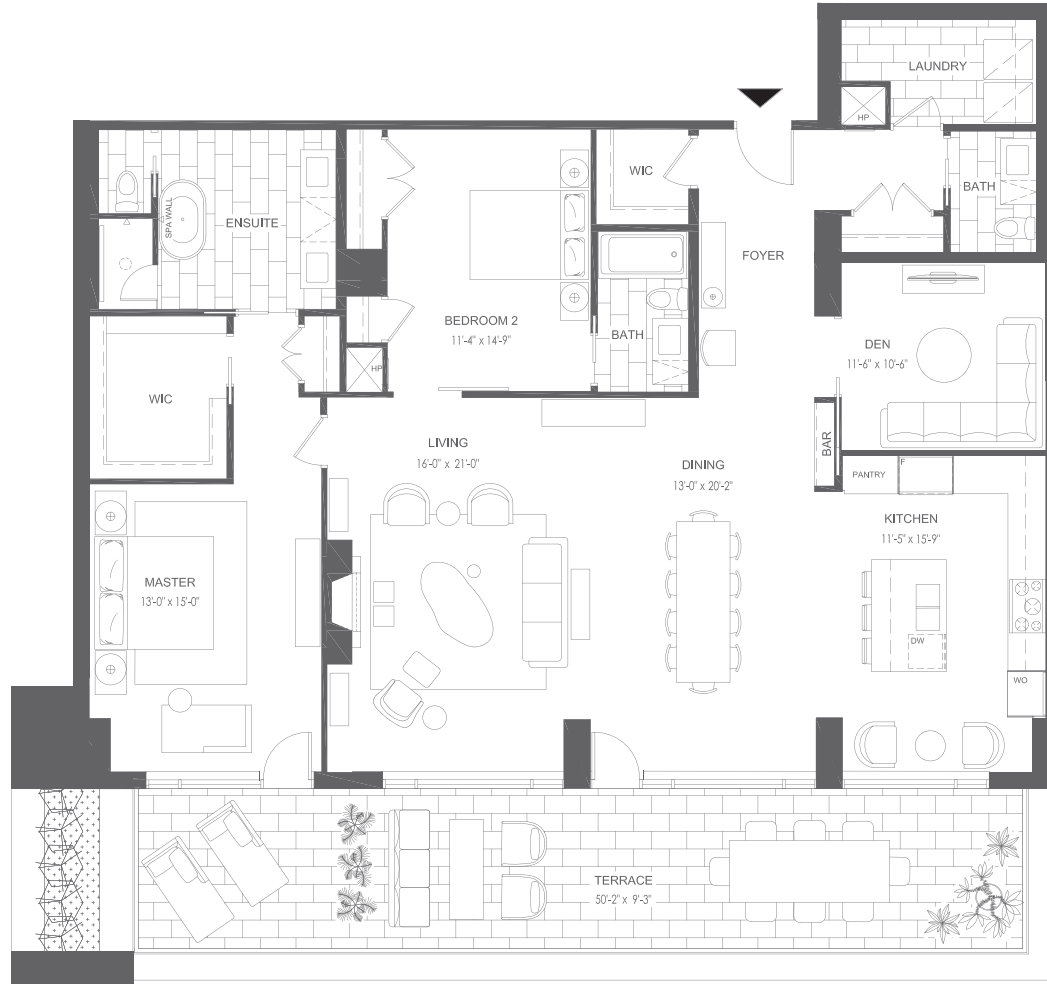 LAUNDRY
HP
WIC
BATH
SPA WALL
ENSUITE
FOYER
BEDROOM 2
11'-4" x 14'-9"
BATH
DEN
11'-6" x 10'-6"
HP
WIC
LIVING
16'-0" x 21'-0"
BAR
DINING
13'-0" x 20'-2"
PANTRY
F
KITCHEN
11'-5" x 15'-9"
MASTER
13'-0" x 15'-0"
DW
WO
TERRACE
50'-2" x 9'-3"